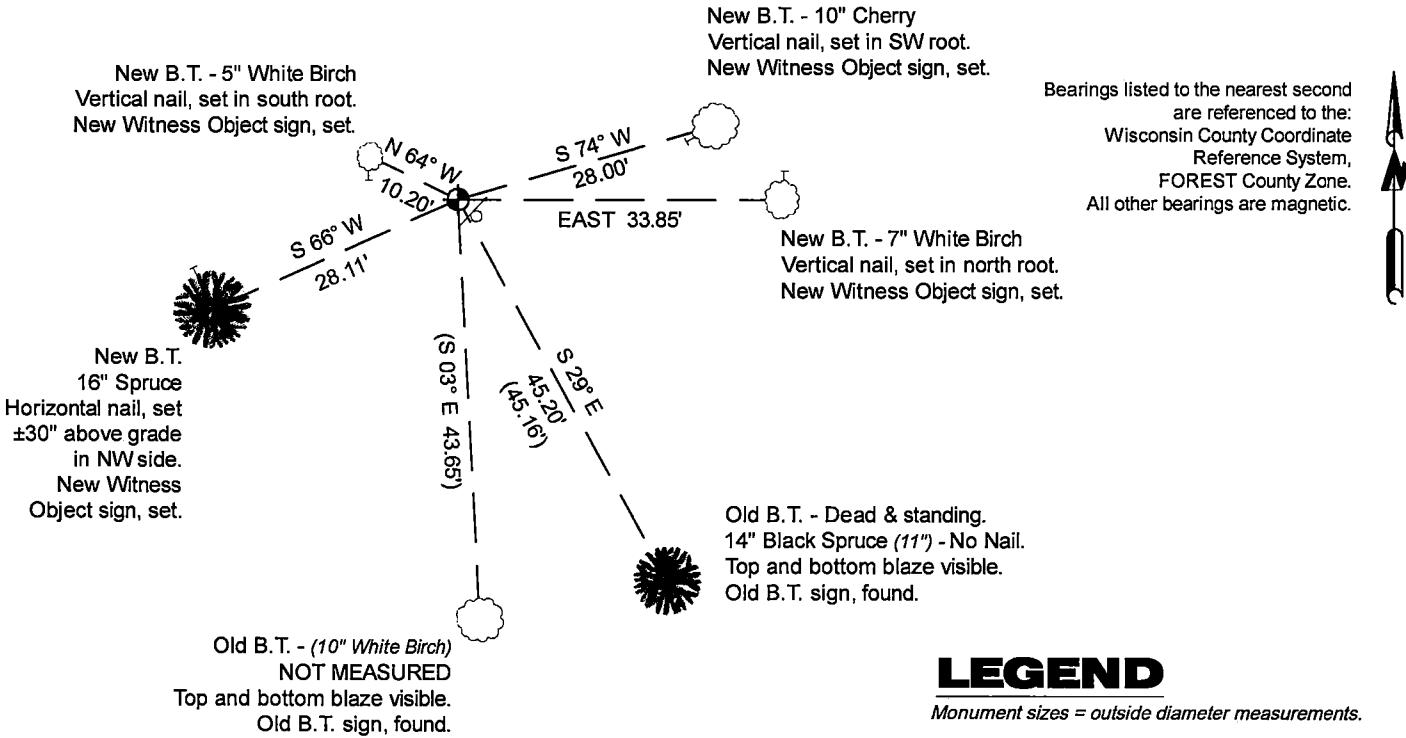 New B.T. - 10" Cherry
Vertical nail, set in SW root.
New Witness Object sign, set.
New B.T. - 5" White Birch
Vertical nail, set in south root.
New Witness Object sign, set.
Bearings listed to the nearest second
are referenced to the:
Wisconsin County Coordinate
Reference System,
FOREST County Zone.
All other bearings are magnetic.
N 64° W
10.20'
S 74° W
28.00'
EAST 33.85'
S 66° W
28.11'
New B.T. - 7" White Birch
Vertical nail, set in north root.
New Witness Object sign, set.
New B.T.
16" Spruce
Horizontal nail, set
±30" above grade
in NW side.
New Witness
Object sign, set.
(S 03° E 43.65')
S 29° E
45.20'
(45.16')
Old B.T. - Dead & standing.
14" Black Spruce (11") - No Nail.
Top and bottom blaze visible.
Old B.T. sign, found.
Old B.T. - (10" White Birch)
NOT MEASURED
Top and bottom blaze visible.
Old B.T. sign, found.
LEGEND
Monument sizes = outside diameter measurements.